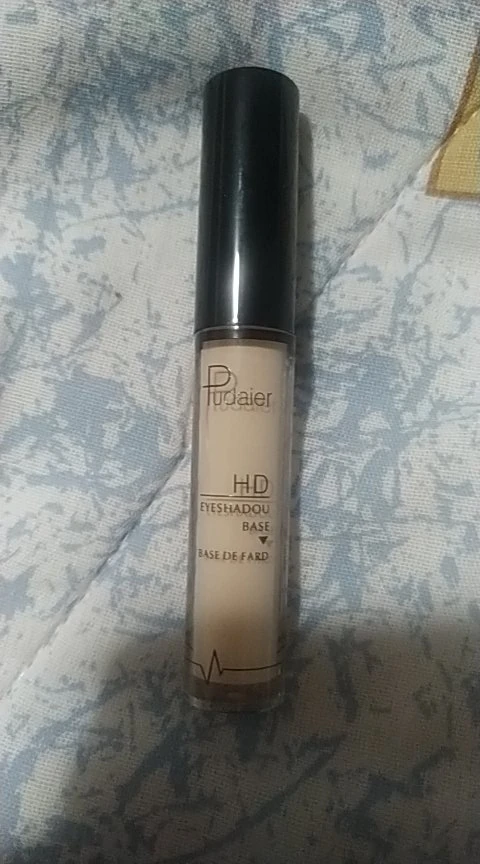 Pudaier
HD
EYESHADOU
BASE
BASE DE FARD